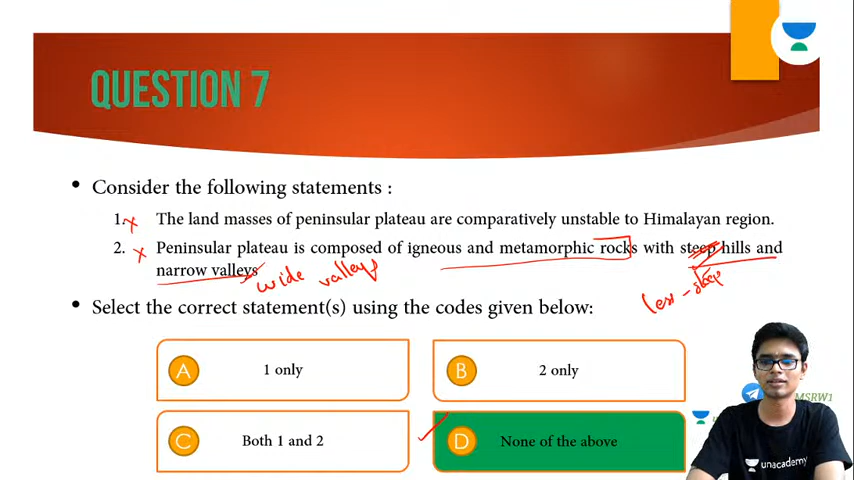 QUESTION 7
• Consider the following statements :
1. x The land masses of peninsular plateau are comparatively unstable to Himalayan region.
2. x Peninsular plateau is composed of igneous and metamorphic rocks with steep hills and
narrow valleys
wide valleys
less-steep
• Select the correct statement(s) using the codes given below:
A 1 only
B 2 only
C Both 1 and 2
D None of the above
MSRW1
unacademy